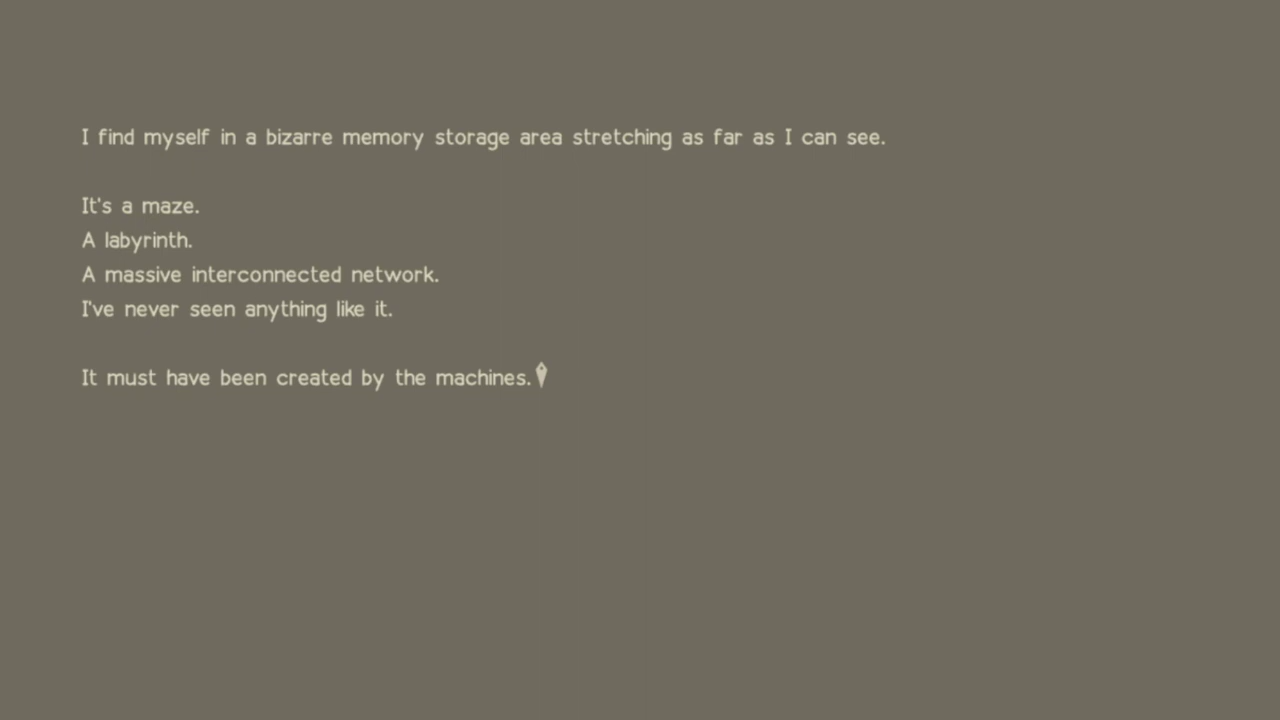 I find myself in a bizarre memory storage area stretching as far as I can see.
It's a maze.
A labyrinth.
A massive interconnected network.
I've never seen anything like it.
It must have been created by the machines.